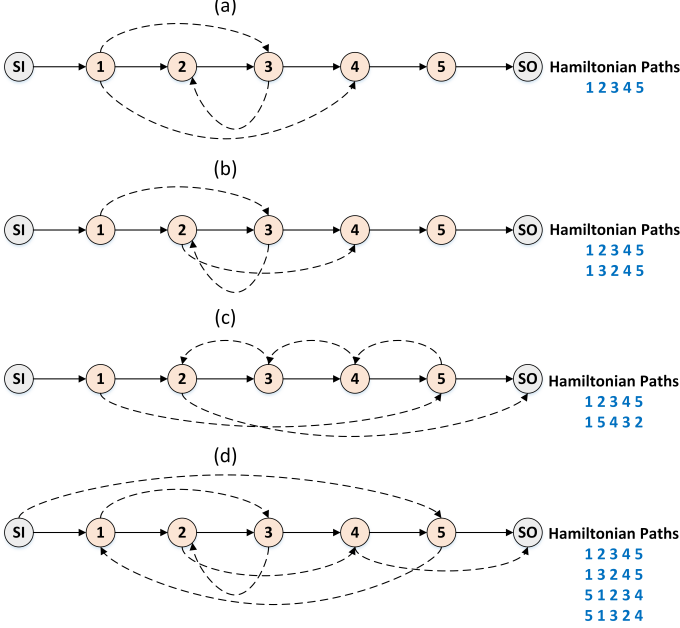 (a)
SI 1 2 3 4 5 SO Hamiltonian Paths
1 2 3 4 5
(b)
SI 1 2 3 4 5 SO Hamiltonian Paths
1 2 3 4 5
1 3 2 4 5
(c)
SI 1 2 3 4 5 SO Hamiltonian Paths
1 2 3 4 5
1 5 4 3 2
(d)
SI 1 2 3 4 5 SO Hamiltonian Paths
1 2 3 4 5
1 3 2 4 5
5 1 2 3 4
5 1 3 2 4